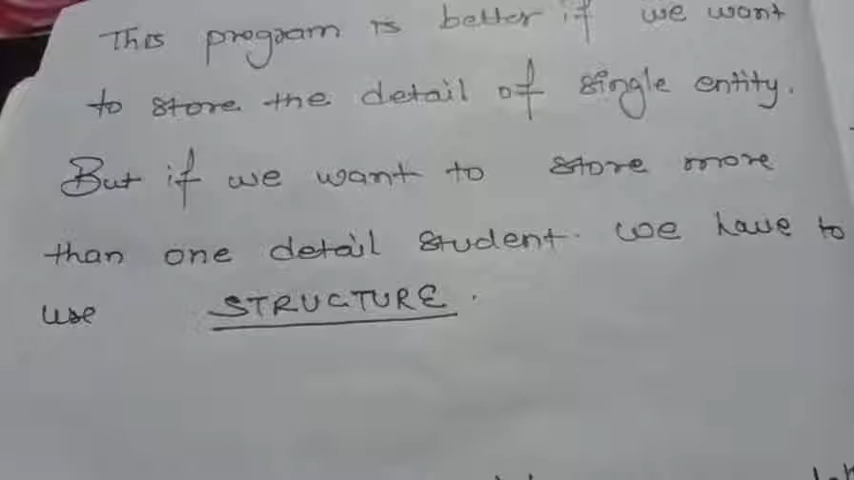 This program is better if we want
to store the detail of single entity.
But if we want to store more
than one detail student. we have to
use STRUCTURE.